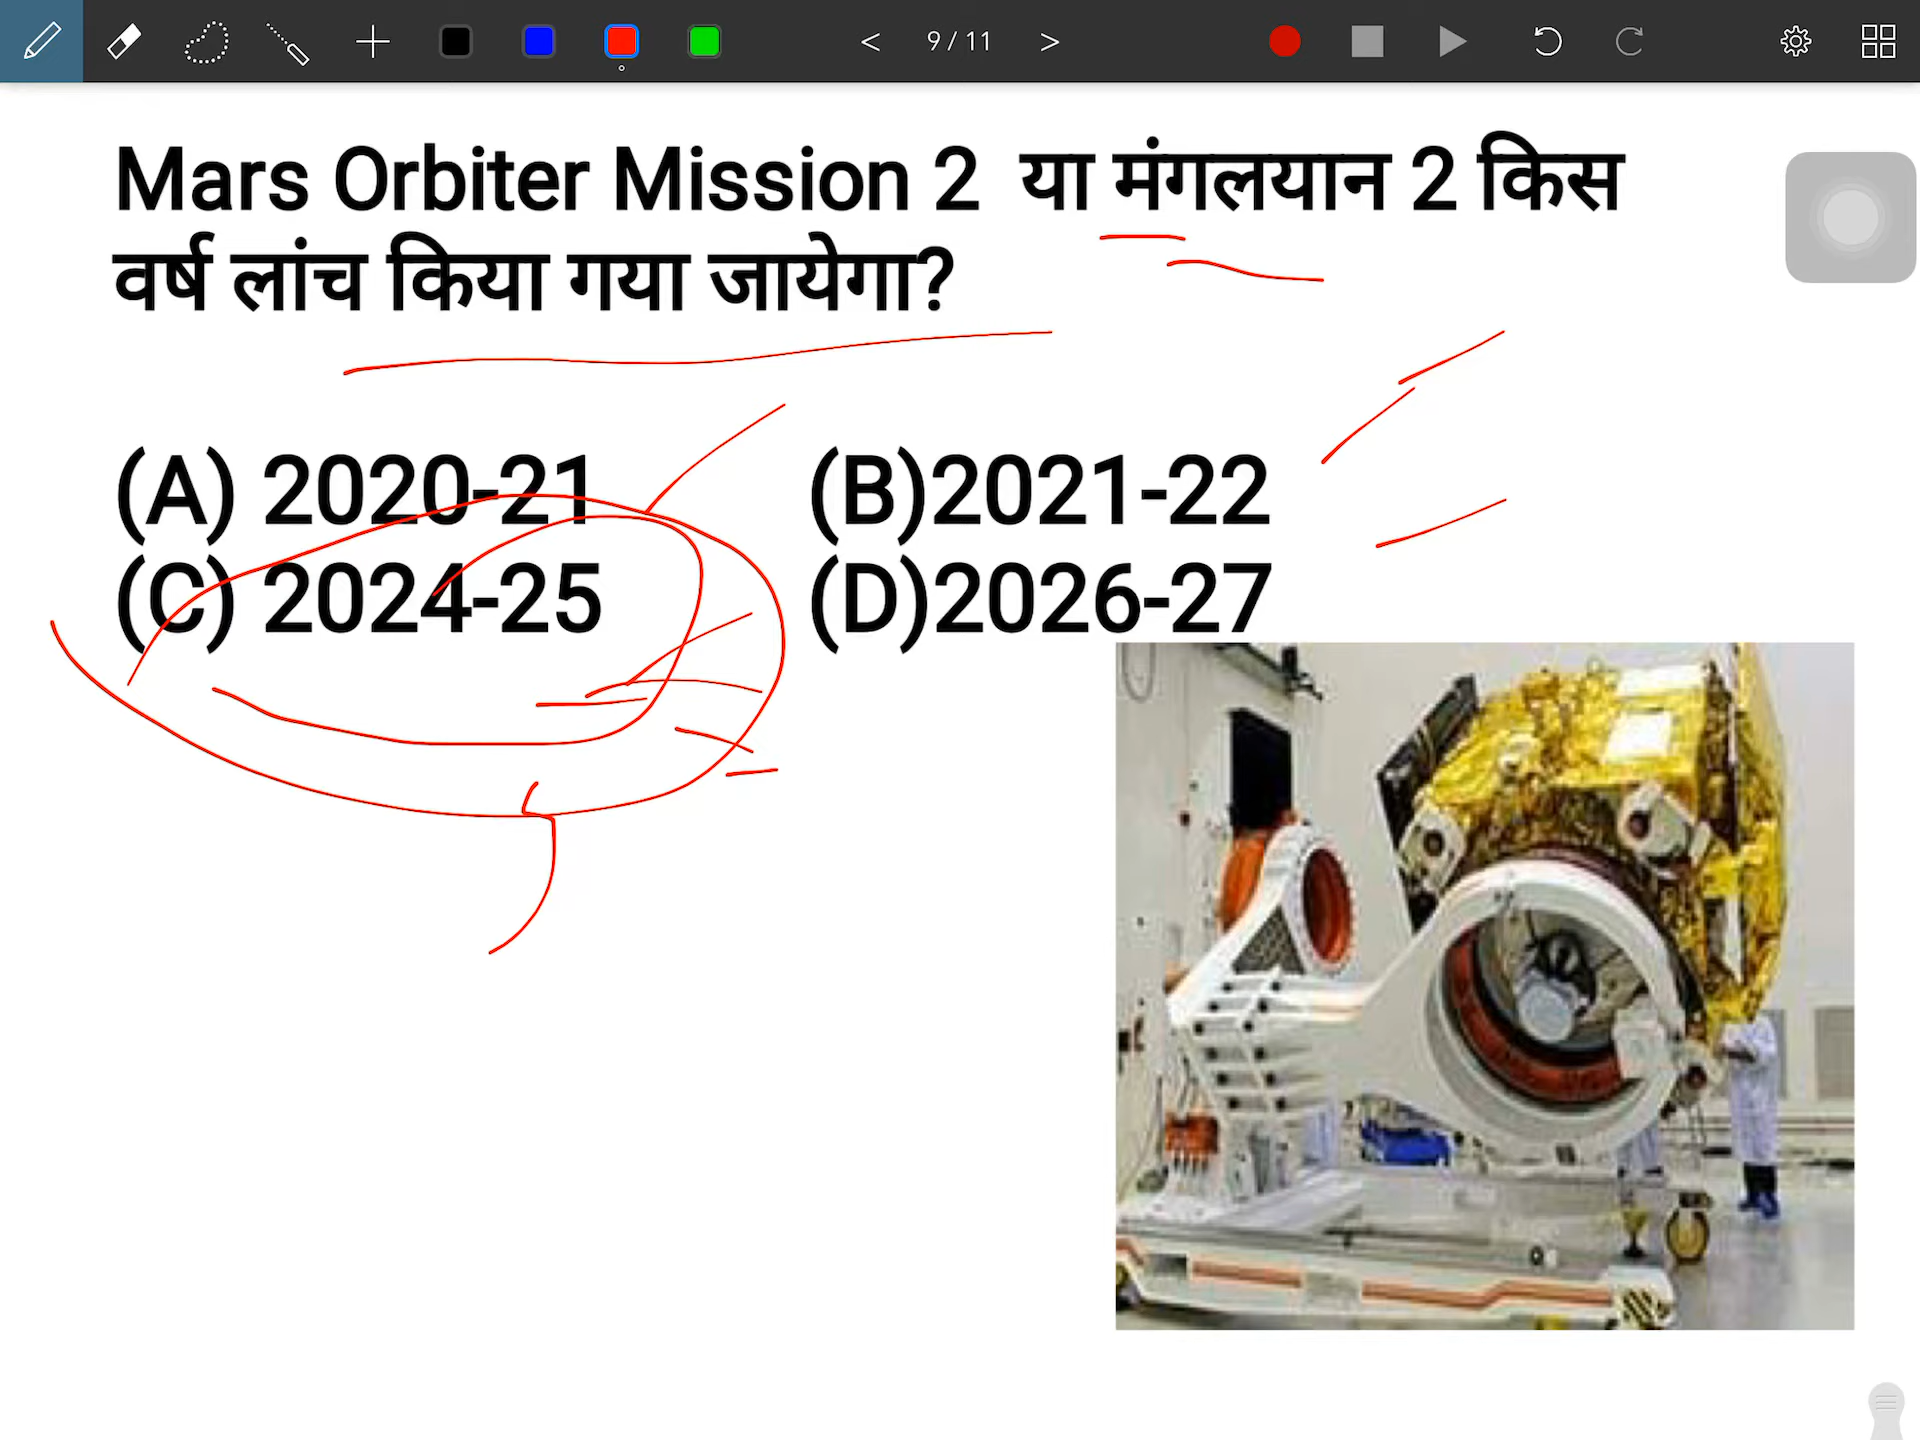 9 / 11
Mars Orbiter Mission 2 या मंगलयान 2 किस
वर्ष लांच किया गया जायेगा?
(A) 2020-21 (B)2021-22
(C) 2024-25 (D)2026-27